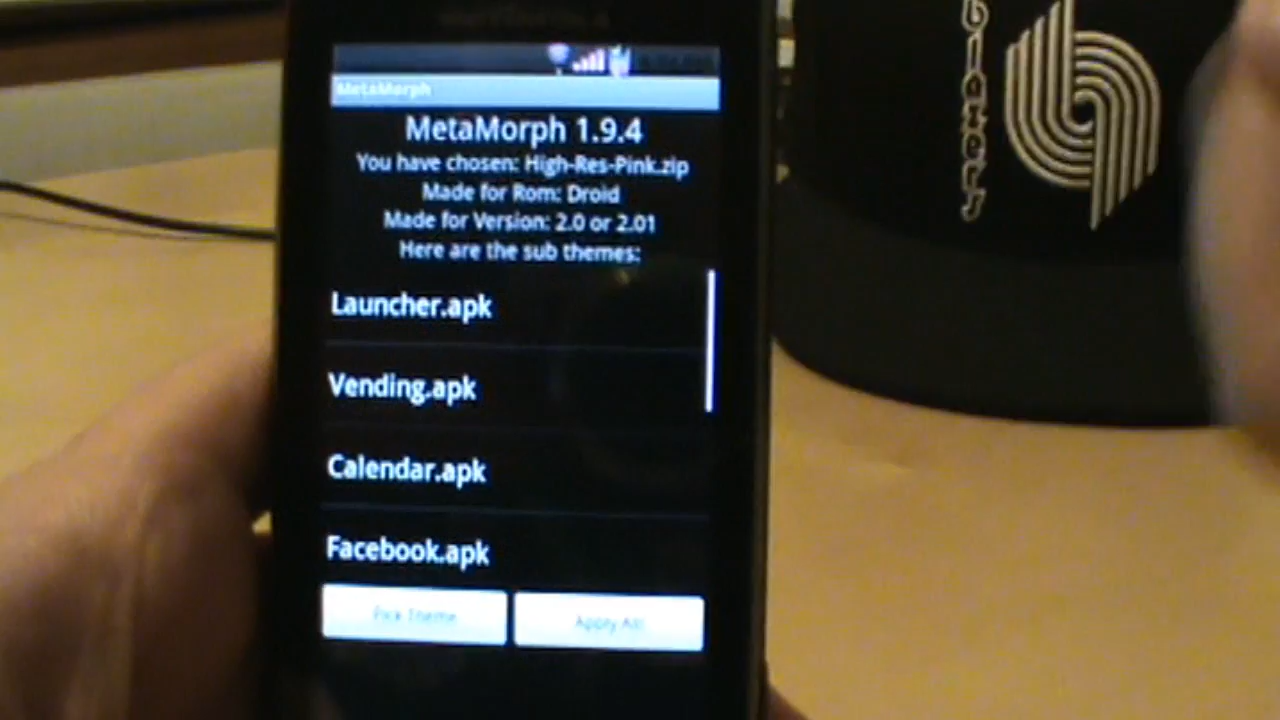 MetaMorph
MetaMorph 1.9.4
You have chosen: High-Res-Pink.zip
Made for Rom: Droid
Made for Version: 2.0 or 2.01
Here are the sub themes:
Launcher.apk
Vending.apk
Calendar.apk
Facebook.apk
Pick Theme
Apply All!
blazers